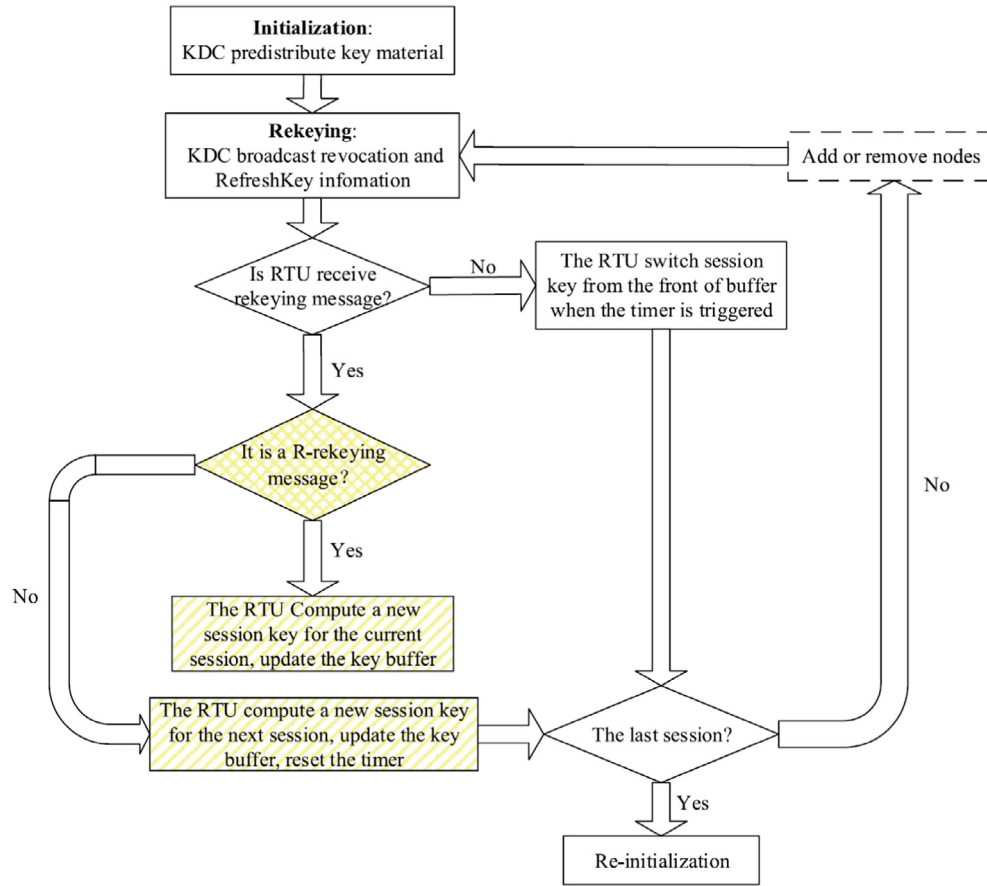 Initialization:
KDC predistribute key material
Rekeying:
KDC broadcast revocation and
RefreshKey infomation
Add or remove nodes
Is RTU receive
rekeying message?
No
The RTU switch session
key from the front of buffer
when the timer is triggered
Yes
It is a R-rekeying
message?
No
Yes
No
The RTU Compute a new
session key for the current
session, update the key buffer
The RTU compute a new session key
for the next session, update the key
buffer, reset the timer
The last session?
Yes
Re-initialization